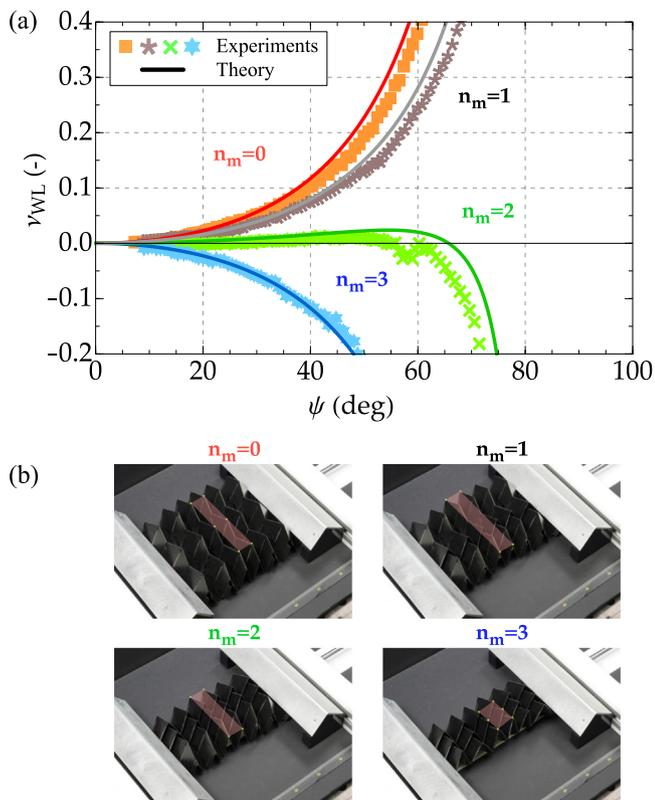 (a)
0.4
0.3
0.2
0.1
0.0
−0.1
−0.2
ν_WL (-)
Experiments
Theory
n_m=0
n_m=1
n_m=2
n_m=3
0 20 40 60 80 100
ψ (deg)
(b)
n_m=0 n_m=1
n_m=2 n_m=3